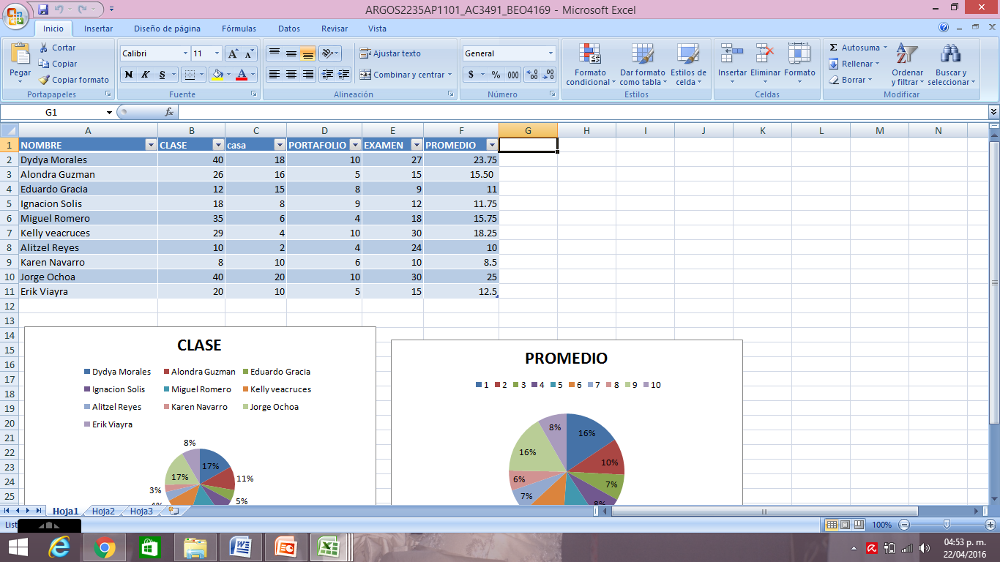 ARGOS2235AP1101_AC3491_BEO4169 - Microsoft Excel
Inicio Insertar Diseño de página Fórmulas Datos Revisar Vista
Pegar
Cortar
Copiar
Copiar formato
Portapapeles
Calibri 11
N K S
Fuente
Ajustar texto
Combinar y centrar
Alineación
General
$ % 000
Número
Formato condicional
Dar formato como tabla
Estilos de celda
Estilos
Insertar Eliminar Formato
Celdas
Σ Autosuma
Rellenar
Borrar
Ordenar y filtrar
Buscar y seleccionar
Modificar
G1 fx
A B C D E F G H I J K L M N
1 NOMBRE CLASE casa PORTAFOLIO EXAMEN PROMEDIO
2 Dydya Morales 40 18 10 27 23.75
3 Alondra Guzman 26 16 5 15 15.50
4 Eduardo Gracia 12 15 8 9 11
5 Ignacion Solis 18 8 9 12 11.75
6 Miguel Romero 35 6 4 18 15.75
7 Kelly veacruces 29 4 10 30 18.25
8 Alitzel Reyes 10 2 4 24 10
9 Karen Navarro 8 10 6 10 8.5
10 Jorge Ochoa 40 20 10 30 25
11 Erik Viayra 20 10 5 15 12.5
12
13
14
15
16
17
18
19
20
21
22
23
24
25
CLASE
Dydya Morales Alondra Guzman Eduardo Gracia
Ignacion Solis Miguel Romero Kelly veacruces
Alitzel Reyes Karen Navarro Jorge Ochoa
Erik Viayra
8%
17%
17%
11%
3%
5%
PROMEDIO
1 2 3 4 5 6 7 8 9 10
8%
16%
16%
10%
6%
7%
7%
8%
Hoja1 Hoja2 Hoja3
100%
04:53 p. m.
22/04/2016